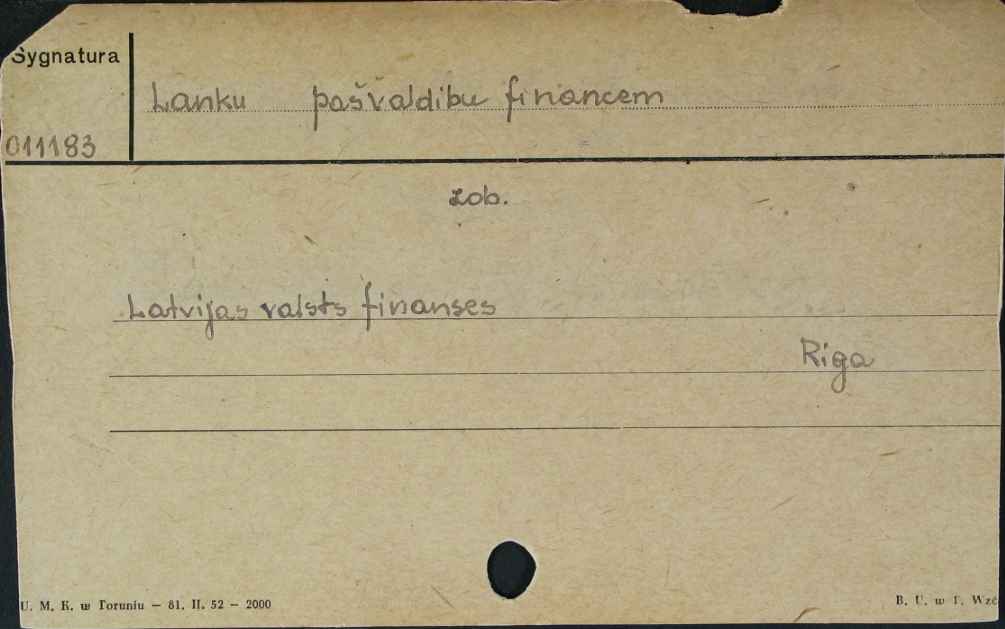 Sygnatura
Lanku pašvaldibu financem
011183
zob.
Latvijas valsts finanses
Riga
U. M. K. w Toruniu — 81. II. 52 — 2000
B. U. w T. Wzó